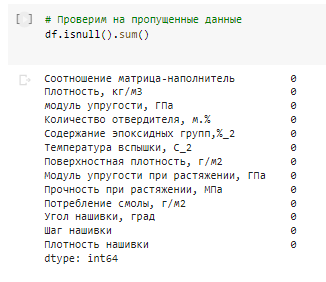 # Проверим на пропущенные данные
df.isnull().sum()
Соотношение матрица-наполнитель 0
Плотность, кг/м3 0
модуль упругости, ГПа 0
Количество отвердителя, м.% 0
Содержание эпоксидных групп,%_2 0
Температура вспышки, С_2 0
Поверхностная плотность, г/м2 0
Модуль упругости при растяжении, ГПа 0
Прочность при растяжении, МПа 0
Потребление смолы, г/м2 0
Угол нашивки, град 0
Шаг нашивки 0
Плотность нашивки 0
dtype: int64